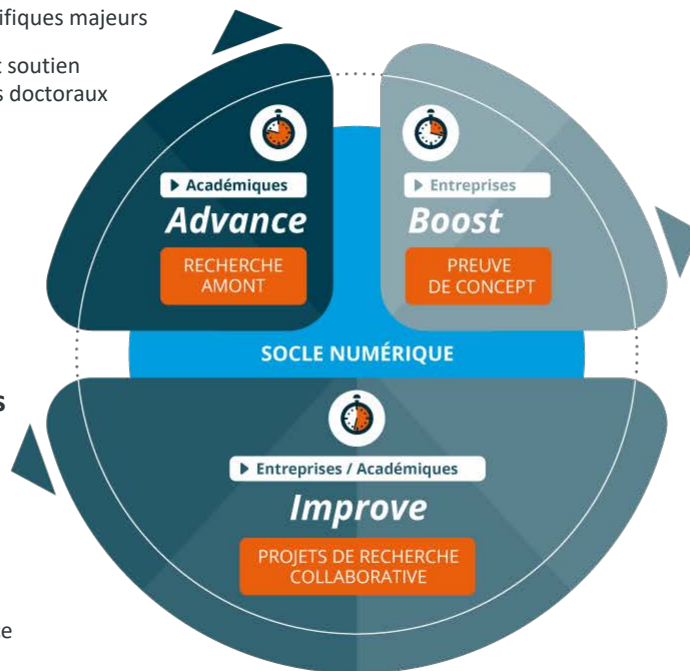 ifiques majeurs
soutien
s doctoraux
Académiques
Advance
RECHERCHE
AMONT
Entreprises
Boost
PREUVE
DE CONCEPT
SOCLE NUMÉRIQUE
s
Entreprises / Académiques
Improve
PROJETS DE RECHERCHE
COLLABORATIVE